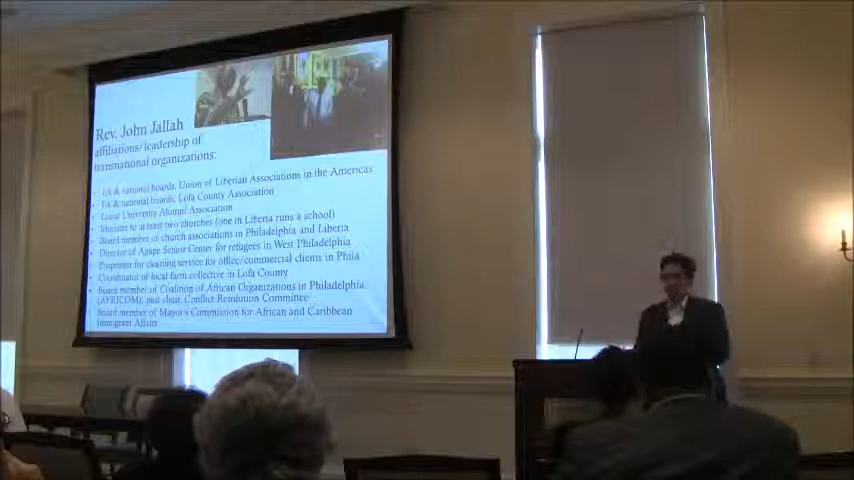 Rev. John Jallah
affiliations/leadership of
transnational organizations:
PA & national boards, Union of Liberian Associations in the Americas
PA & national boards, Lofa County Association
University Alumni Association
Minister to at least two churches (one in Liberia runs a school)
Board member of church associations in Philadelphia and Liberia
Director of Agape Senior Center for refugees in West Philadelphia
Proprietor for cleaning service for office/commercial clients in Phila
Coordinator of local farm collective in Lofa County
Board member of Coalition of African Organizations in Philadelphia
(AFRICOM), past chair, Conflict Resolution Committee
Board member of Mayor's Commission for African and Caribbean
Immigrant Affairs